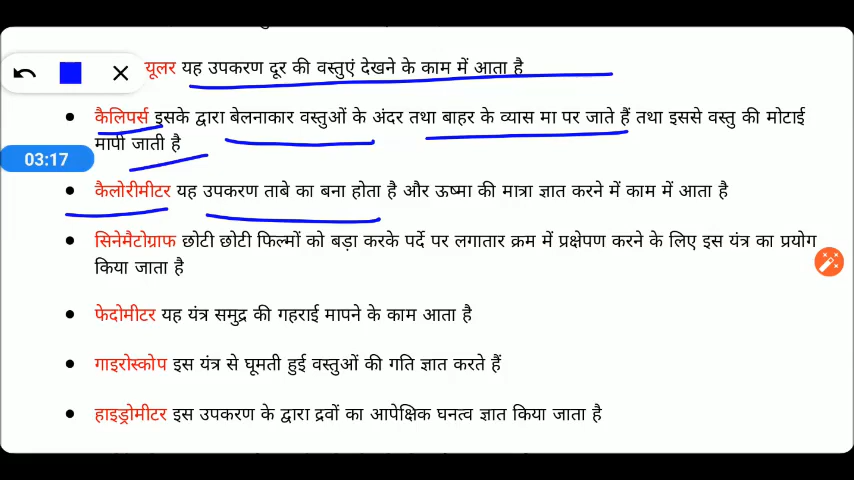 यूलर यह उपकरण दूर की वस्तुएं देखने के काम में आता है
कैलिपर्स इसके द्वारा बेलनाकार वस्तुओं के अंदर तथा बाहर के व्यास मा पर जाते हैं तथा इससे वस्तु की मोटाई
मापी जाती है
03:17
कैलोरीमीटर यह उपकरण ताबे का बना होता है और ऊष्मा की मात्रा ज्ञात करने में काम में आता है
सिनेमैटोग्राफ छोटी छोटी फिल्मों को बड़ा करके पर्दे पर लगातार क्रम में प्रक्षेपण करने के लिए इस यंत्र का प्रयोग
किया जाता है
फेदोमीटर यह यंत्र समुद्र की गहराई मापने के काम आता है
गाइरोस्कोप इस यंत्र से घूमती हुई वस्तुओं की गति ज्ञात करते हैं
हाइड्रोमीटर इस उपकरण के द्वारा द्रवों का आपेक्षिक घनत्व ज्ञात किया जाता है